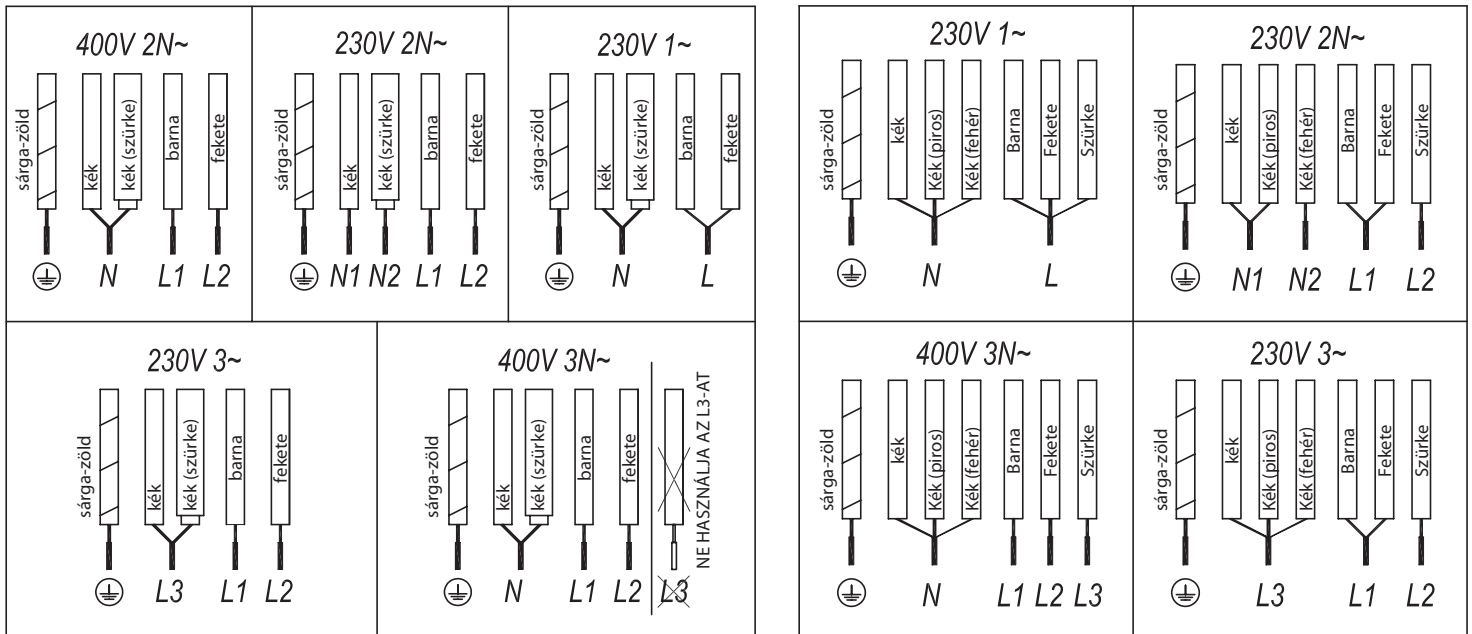 400V 2N~
sárga-zöld
kék
kék (szürke)
barna
fekete
N L1 L2
230V 2N~
sárga-zöld
kék
kék (szürke)
barna
fekete
N1 N2 L1 L2
230V 1~
sárga-zöld
kék
kék (szürke)
barna
fekete
N L
230V 3~
sárga-zöld
kék
kék (szürke)
barna
fekete
L3 L1 L2
400V 3N~
sárga-zöld
kék
kék (szürke)
barna
fekete
NE HASZNÁLJA AZ L3-AT
N L1 L2 L3
230V 1~
sárga-zöld
kék
Kék (piros)
Kék (fehér)
Barna
Fekete
Szürke
N L
230V 2N~
sárga-zöld
kék
Kék (piros)
Kék (fehér)
Barna
Fekete
Szürke
N1 N2 L1 L2
400V 3N~
sárga-zöld
kék
Kék (piros)
Kék (fehér)
Barna
Fekete
Szürke
N L1 L2 L3
230V 3~
sárga-zöld
kék
Kék (piros)
Kék (fehér)
Barna
Fekete
Szürke
L3 L1 L2